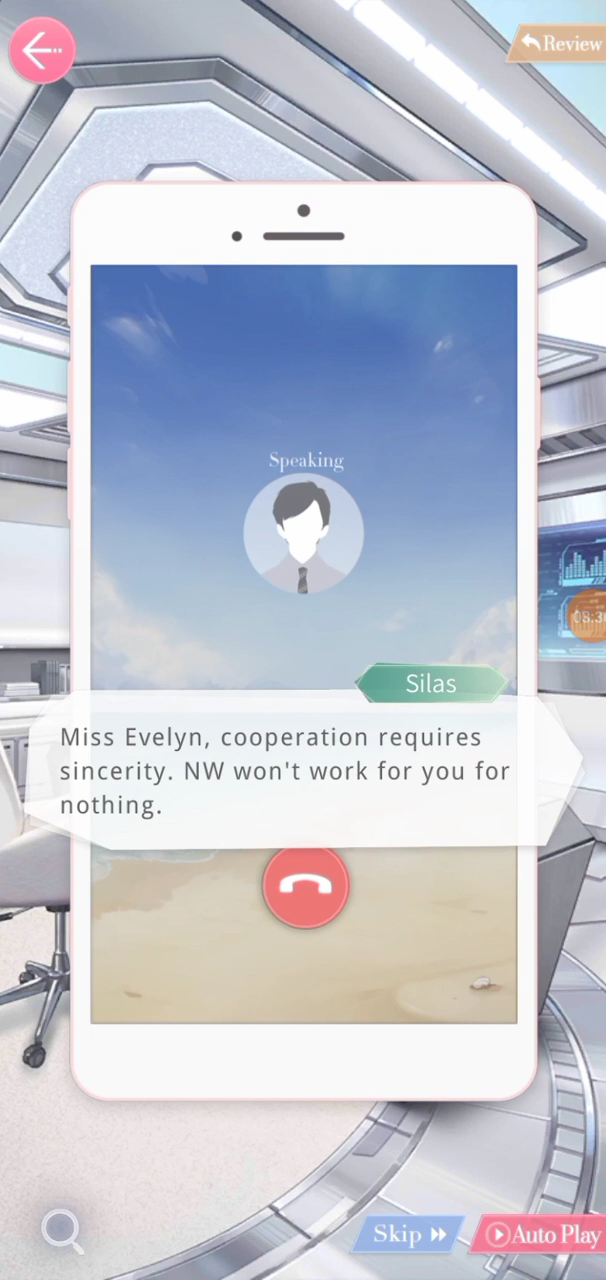 Review
Speaking
Silas
Miss Evelyn, cooperation requires
sincerity. NW won't work for you for
nothing.
Skip
Auto Play